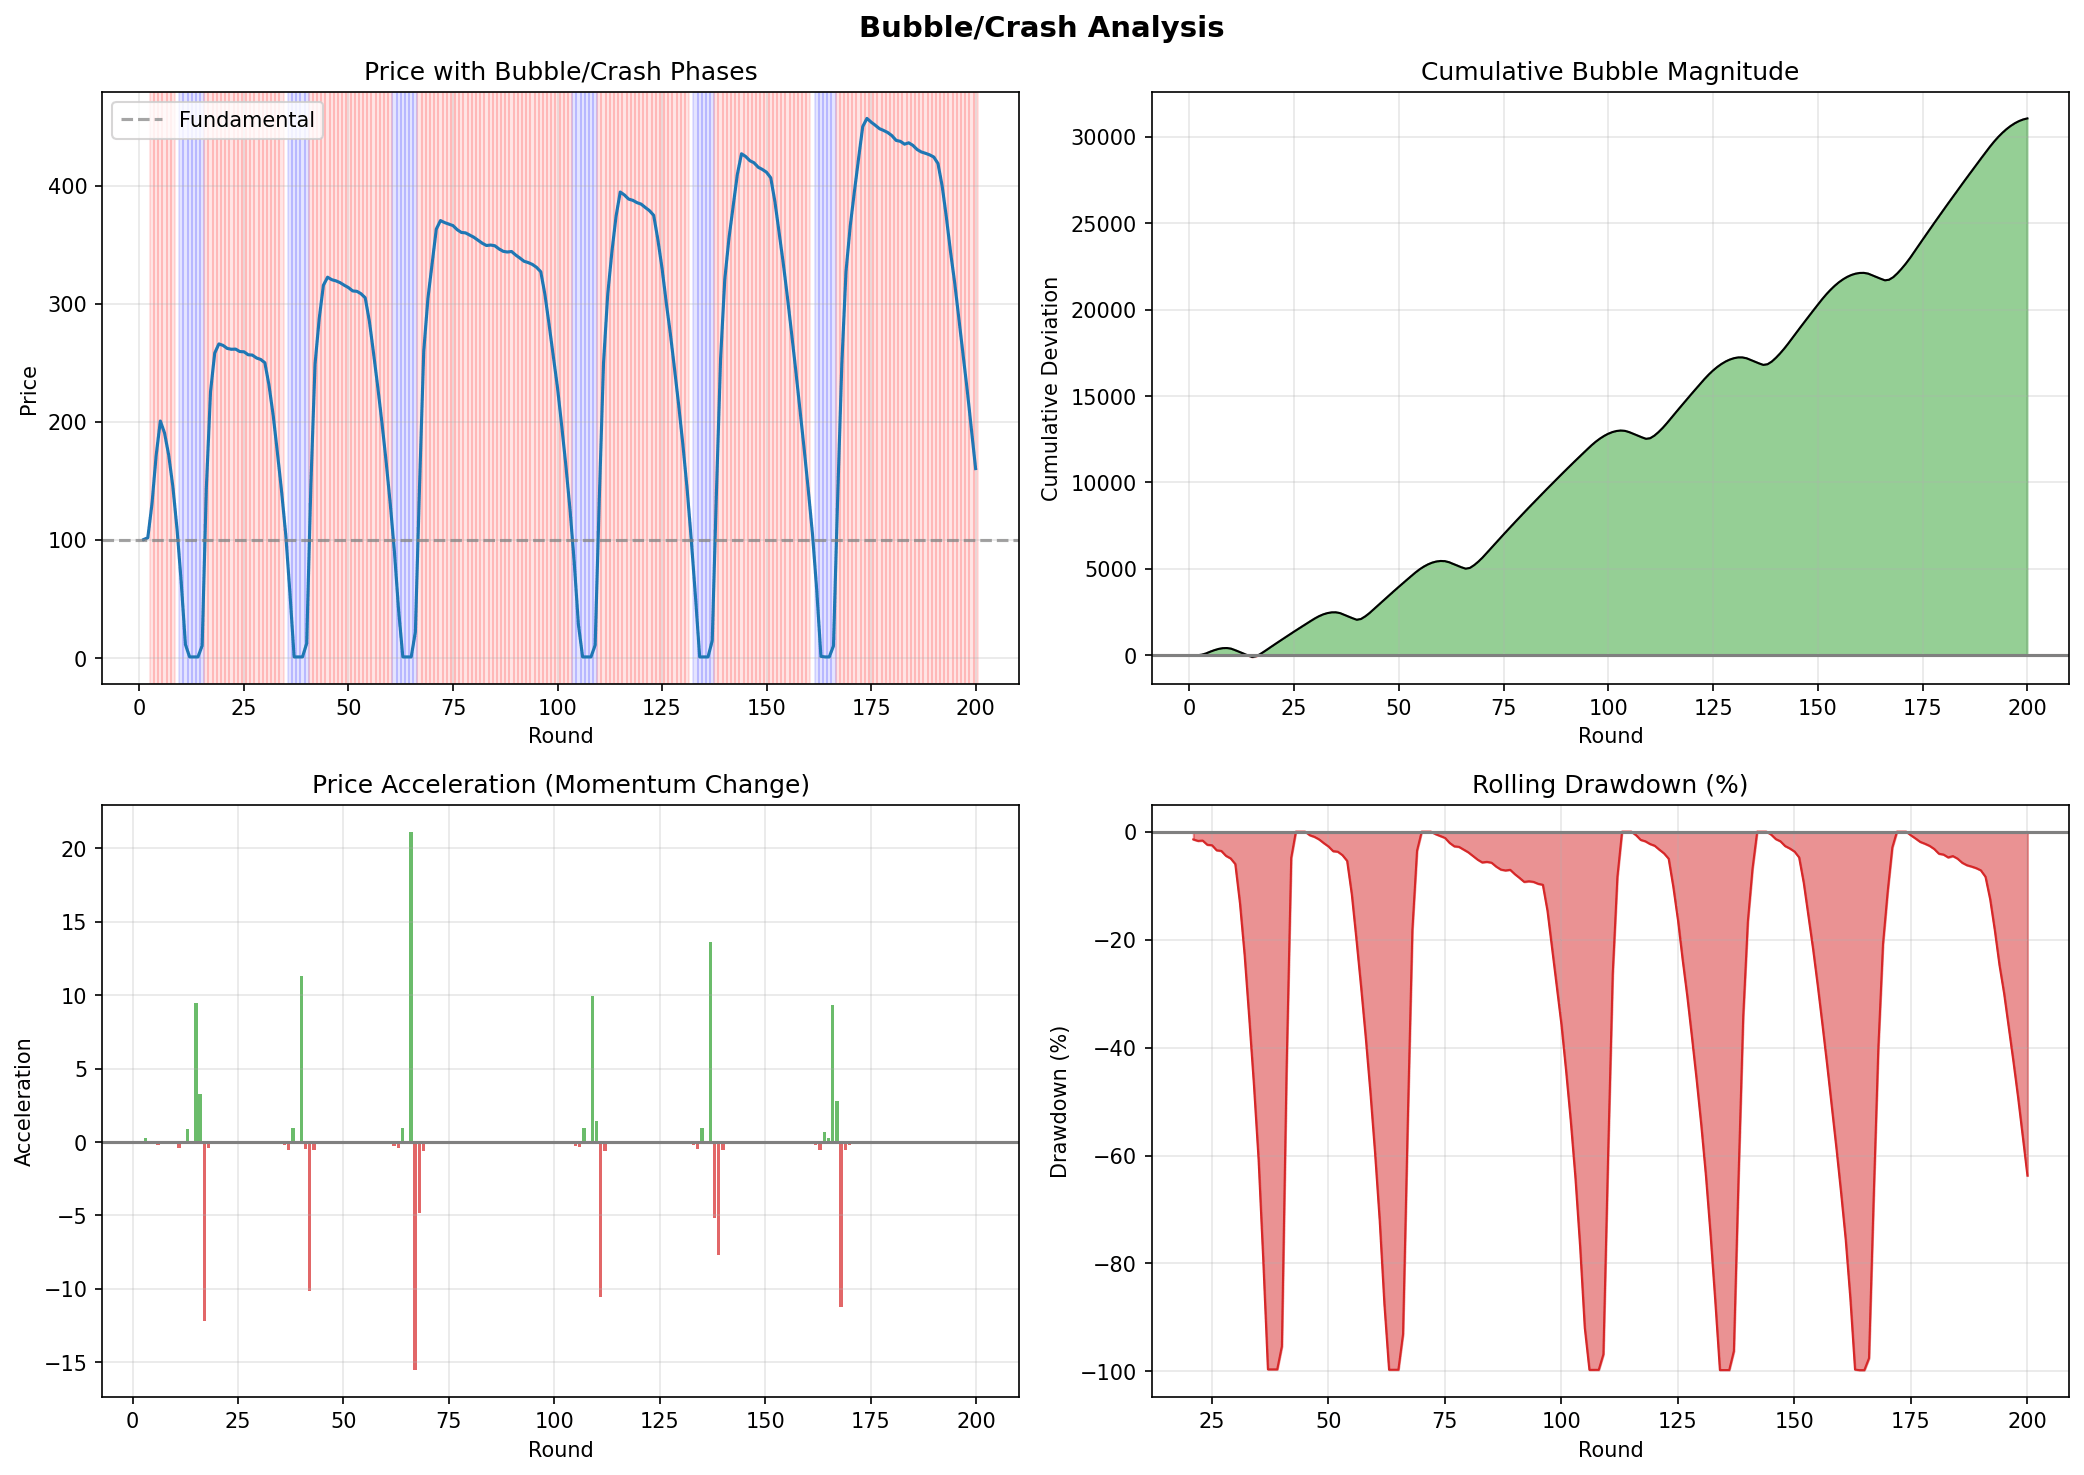 Bubble/Crash Analysis
Price with Bubble/Crash Phases
Fundamental
Price
400
300
200
100
0
0 25 50 75 100 125 150 175 200
Round
Cumulative Bubble Magnitude
Cumulative Deviation
30000
25000
20000
15000
10000
5000
0
0 25 50 75 100 125 150 175 200
Round
Price Acceleration (Momentum Change)
Acceleration
20
15
10
5
0
−5
−10
−15
0 25 50 75 100 125 150 175 200
Round
Rolling Drawdown (%)
Drawdown (%)
0
−20
−40
−60
−80
−100
25 50 75 100 125 150 175 200
Round